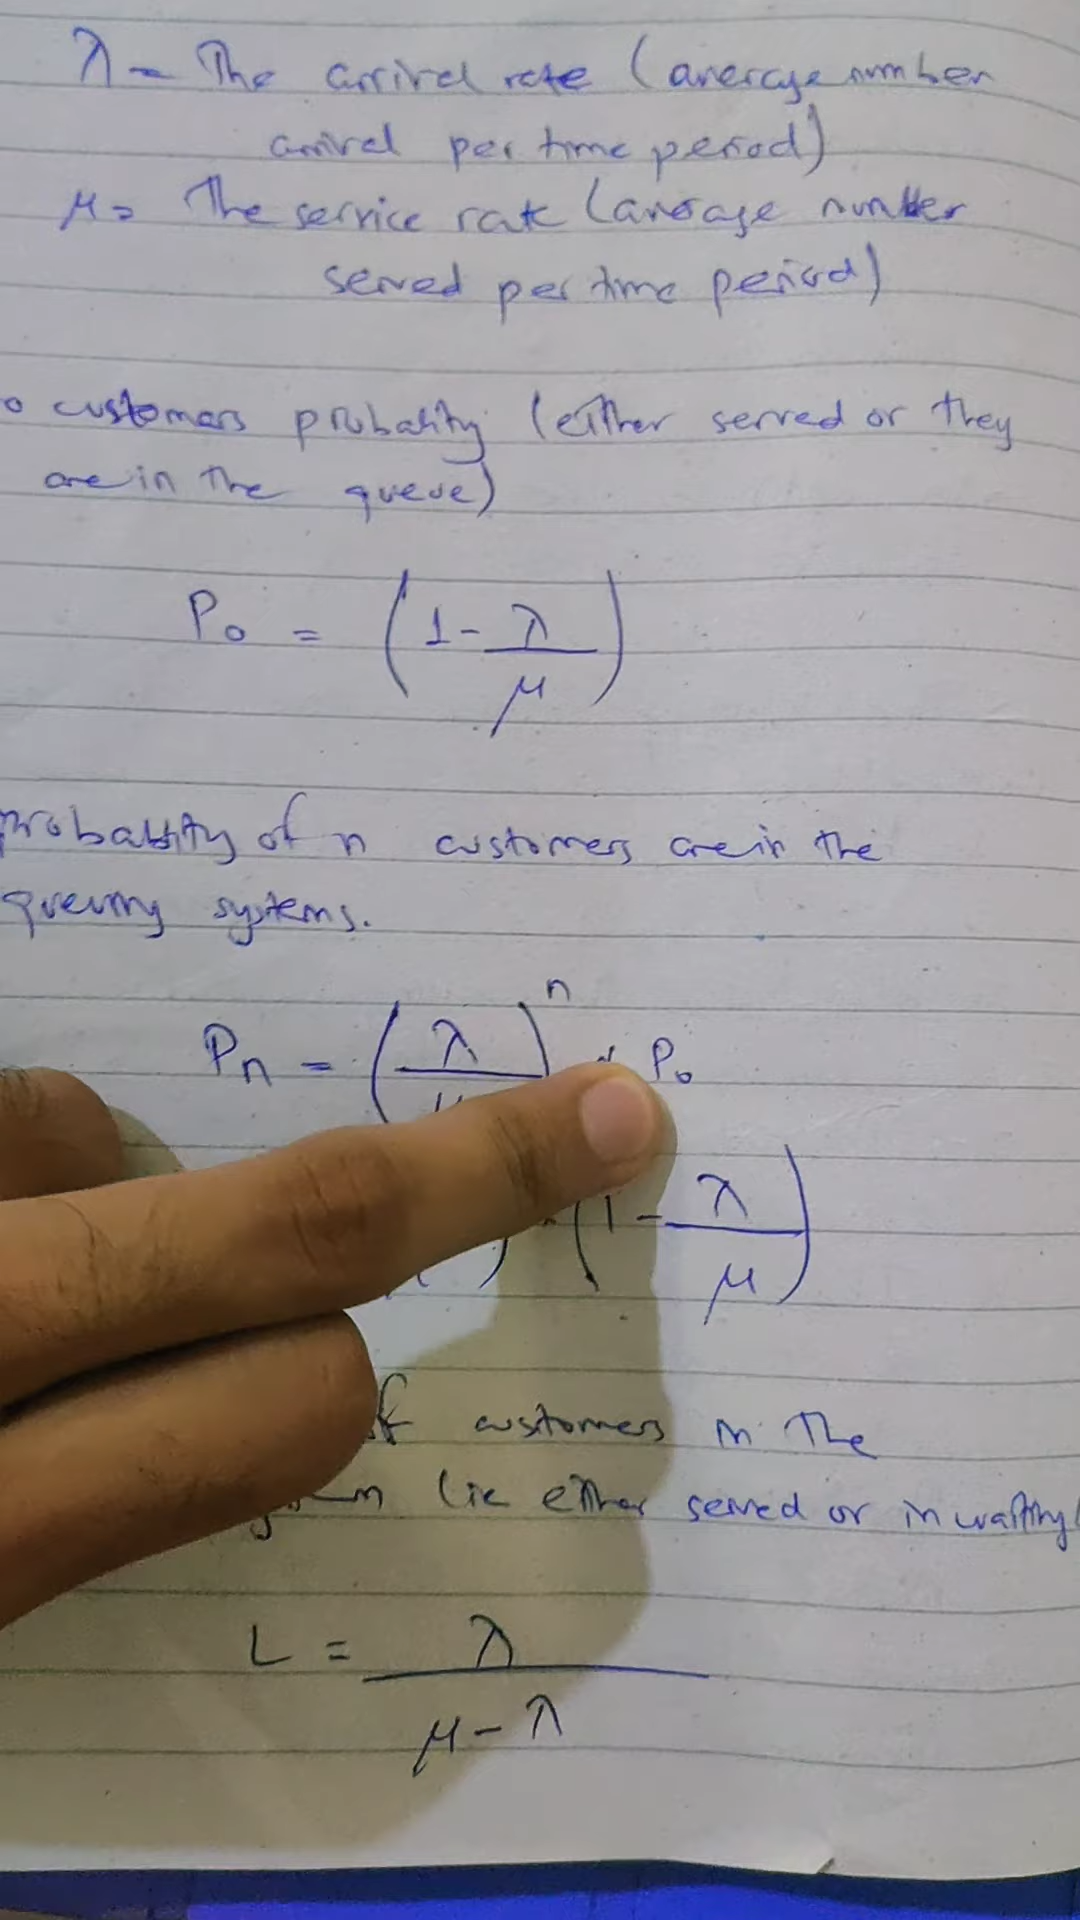 λ = The arrival rate (average number
arrival per time period)
μ = The service rate (average number
served per time period)
o customers probality (either served or they
are in the queue)
P₀ = (1 - λ/μ)
probability of n customers are in the
queuing systems.
Pₙ = (λ/μ)ⁿ P₀
(1 - λ/μ)
f customers in the
(ie either served or in waiting
L = λ/(μ - λ)